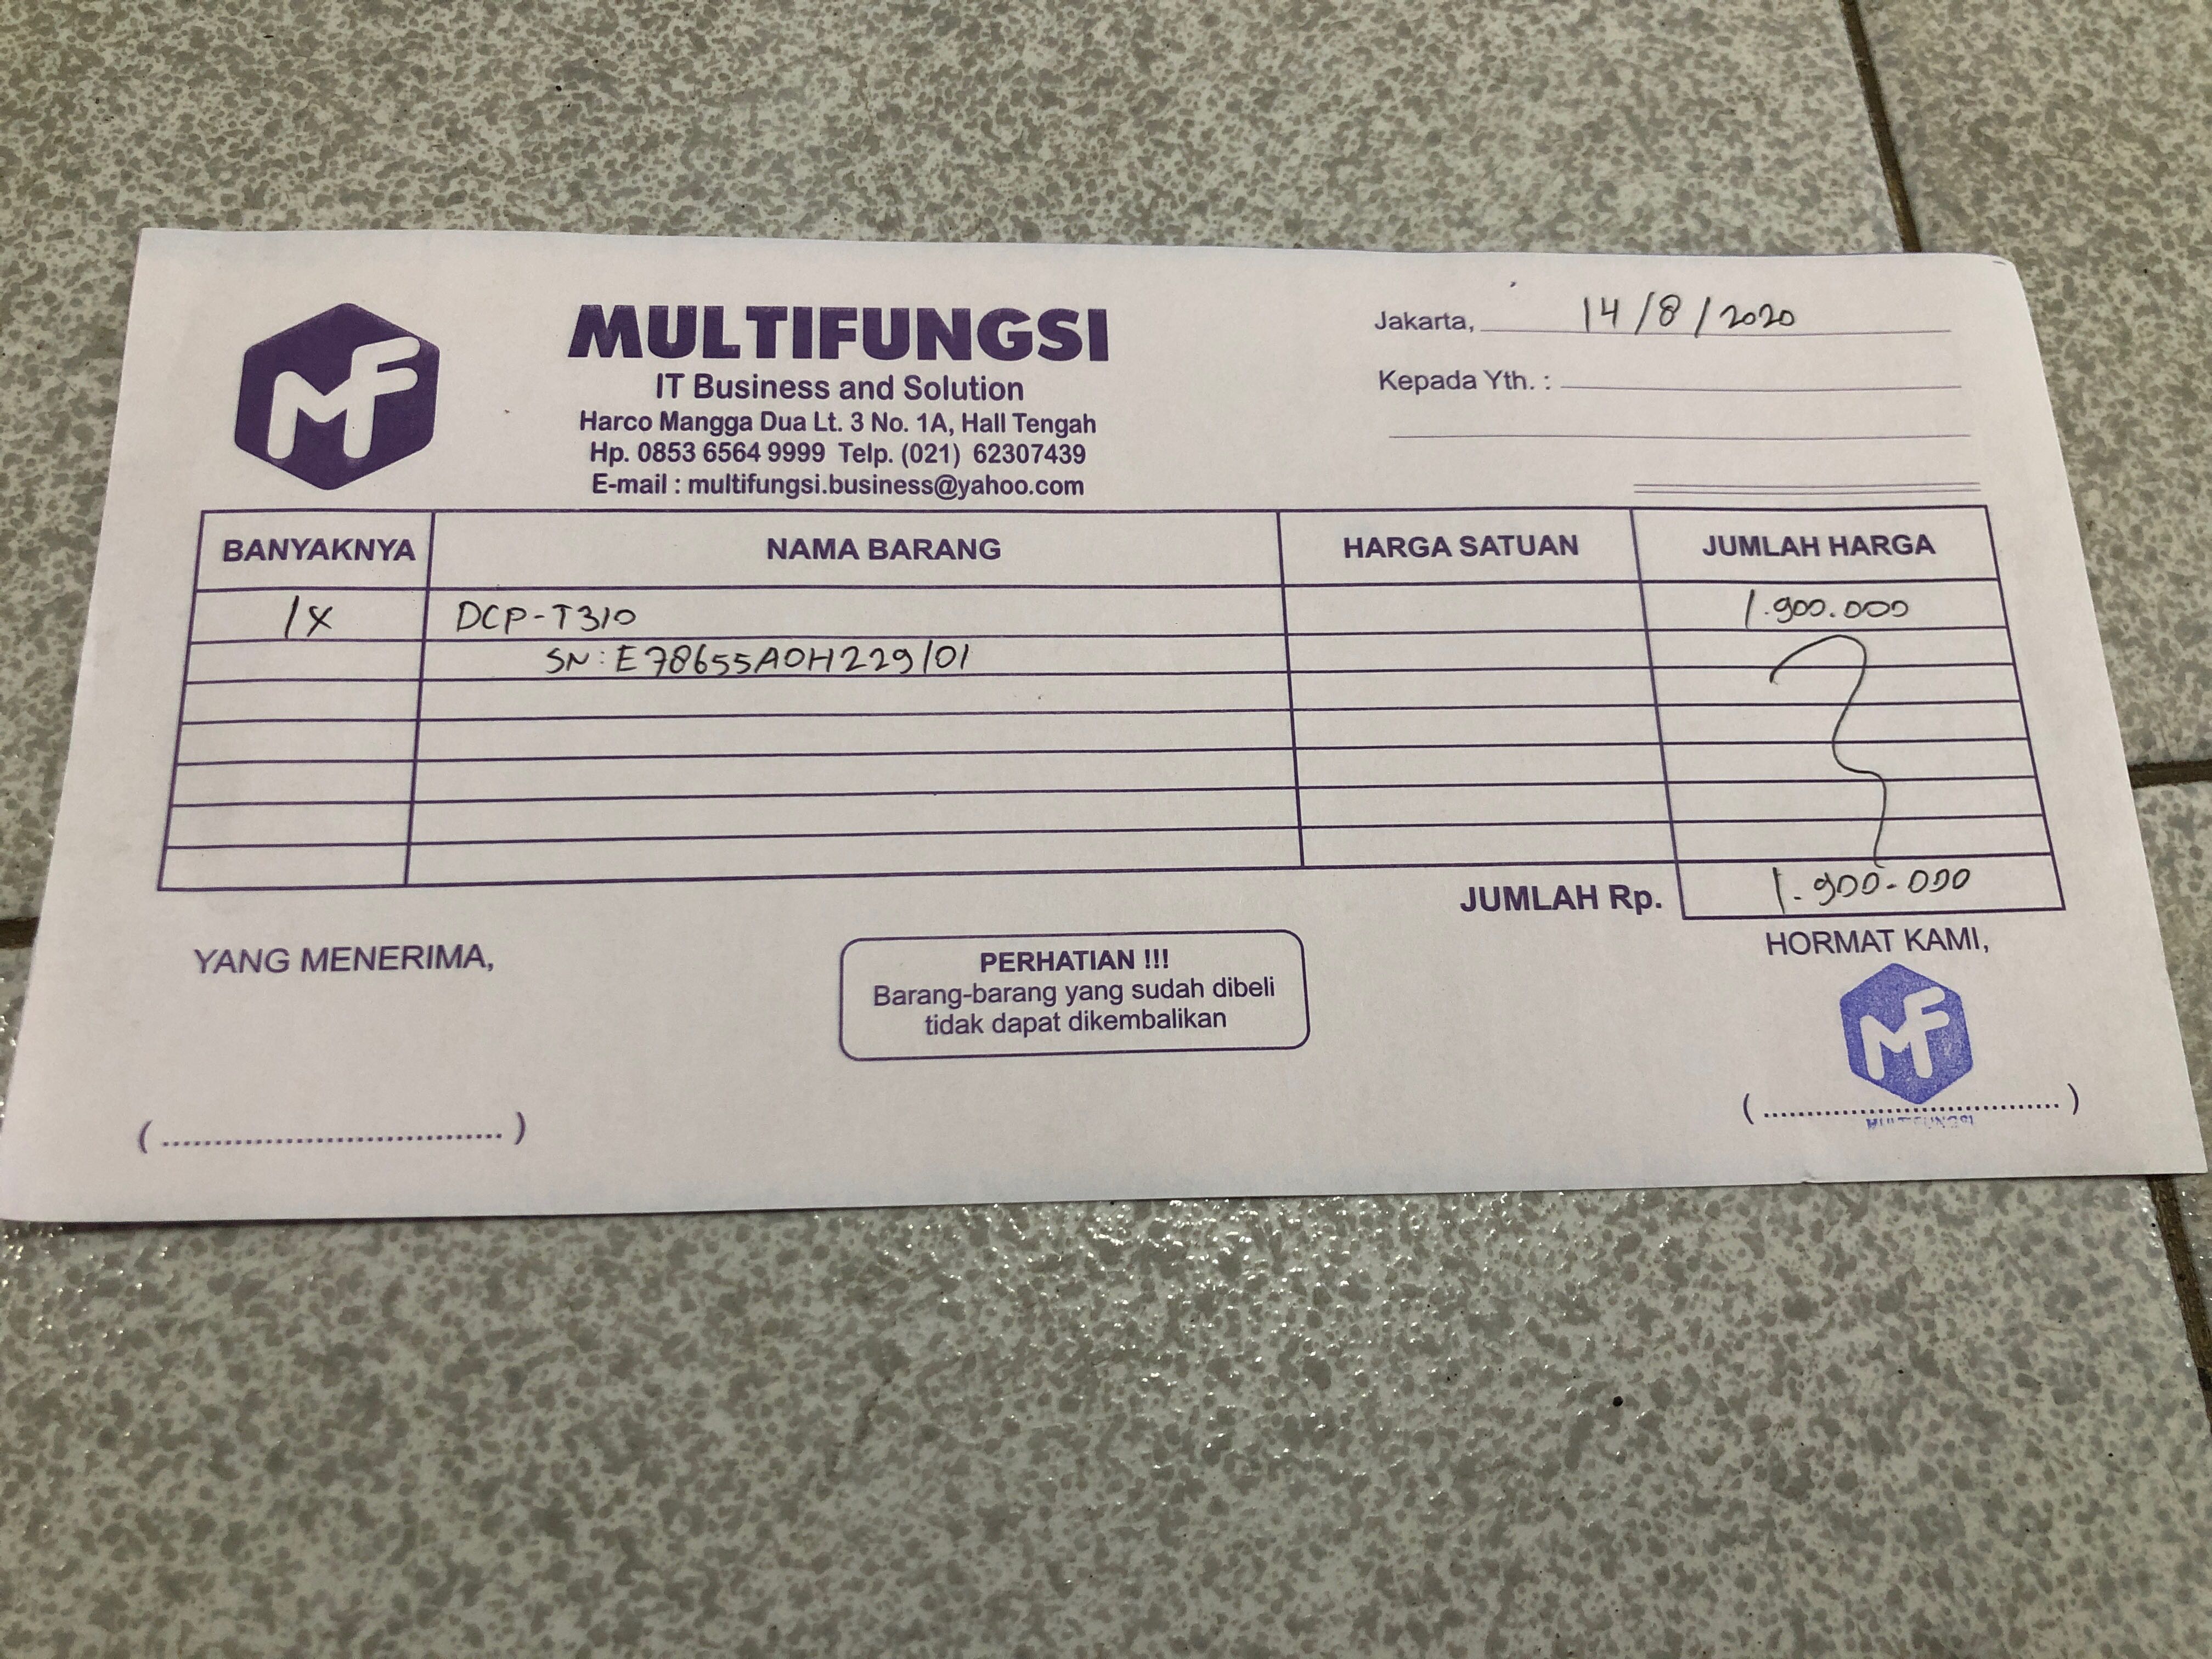 MF
MULTIFUNGSI
IT Business and Solution
Harco Mangga Dua Lt. 3 No. 1A, Hall Tengah
Hp. 0853 6564 9999 Telp. (021) 62307439
E-mail : multifungsi.business@yahoo.com
Jakarta, 14/8/2020
Kepada Yth. :
BANYAKNYA NAMA BARANG HARGA SATUAN JUMLAH HARGA
1x DCP-T310 1.900.000
SN: E78655A0H229101
JUMLAH Rp. 1.900.000
YANG MENERIMA,
PERHATIAN !!!
Barang-barang yang sudah dibeli
tidak dapat dikembalikan
HORMAT KAMI,
MF
(................................)
(................................)
MULTIFUNGSI